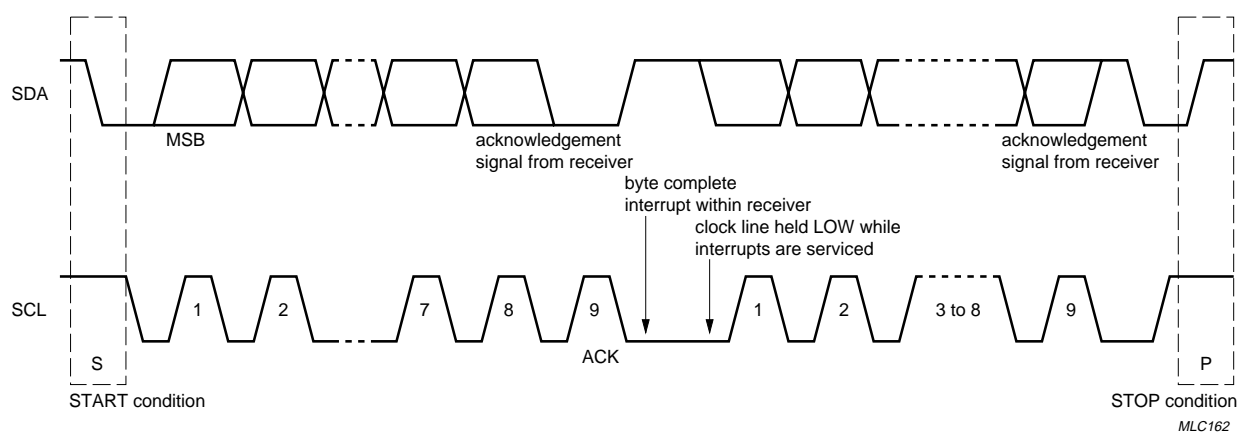 SDA
MSB
acknowledgement
signal from receiver
acknowledgement
signal from receiver
byte complete
interrupt within receiver
clock line held LOW while
interrupts are serviced
SCL
1
2
7
8
9
1
2
3 to 8
9
ACK
S
P
START condition
STOP condition
MLC162